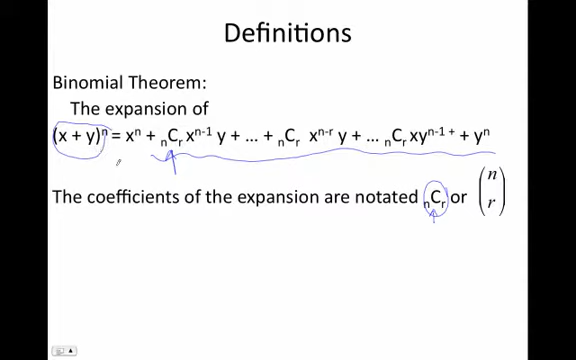 Definitions
Binomial Theorem:
The expansion of
(x + y)ⁿ = xⁿ + ₙCᵣ xⁿ⁻¹ y + ... + ₙCᵣ xⁿ⁻ʳ y + ... ₙCᵣ xyⁿ⁻¹ ⁺ + yⁿ
The coefficients of the expansion are notated ₙCᵣ or (n r)